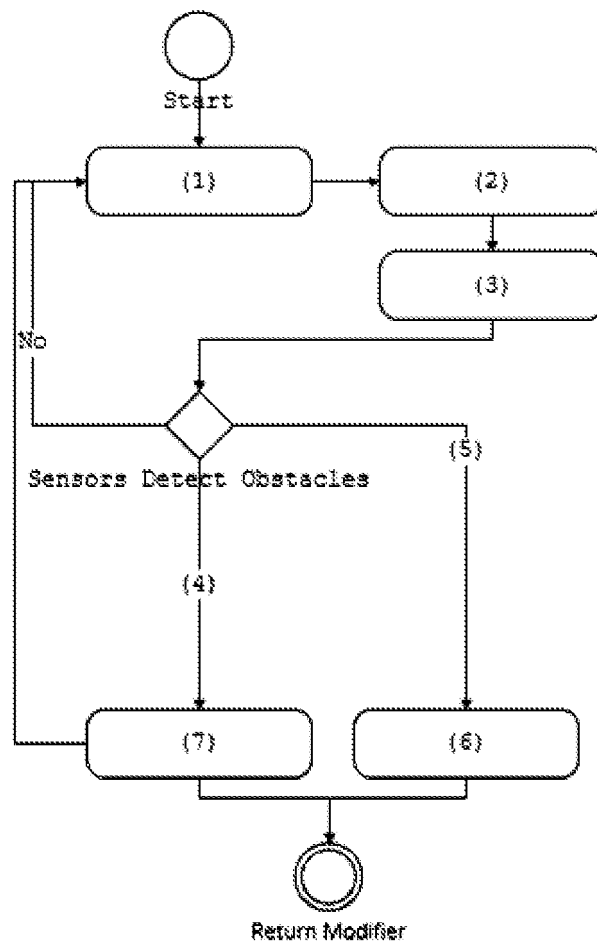 Start
(1)
(2)
(3)
No
(5)
Sensors Detect Obstacles
(4)
(7)
(6)
Return Modifier